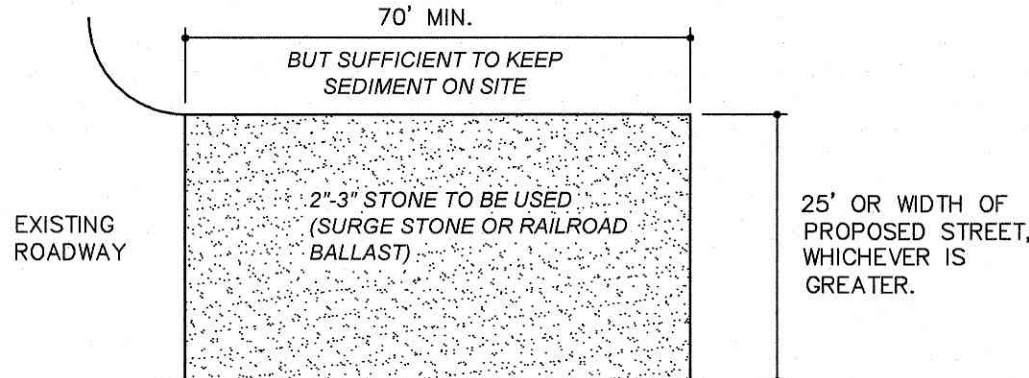 70' MIN.
BUT SUFFICIENT TO KEEP
SEDIMENT ON SITE
2"-3" STONE TO BE USED
(SURGE STONE OR RAILROAD
BALLAST)
EXISTING
ROADWAY
25' OR WIDTH OF
PROPOSED STREET,
WHICHEVER IS
GREATER.